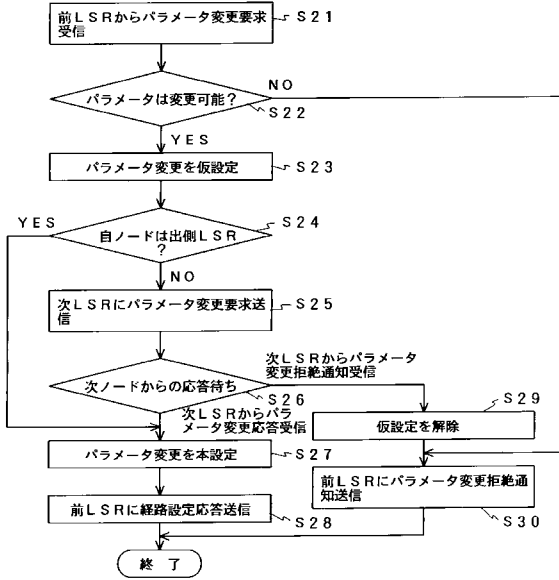 前ＬＳＲからパラメータ変更要求
受信
Ｓ２１
パラメータは変更可能？
ＮＯ
Ｓ２２
ＹＥＳ
パラメータ変更を仮設定
Ｓ２３
ＹＥＳ
Ｓ２４
自ノードは出側ＬＳＲ
？
ＮＯ
次ＬＳＲにパラメータ変更要求送
信
Ｓ２５
次ノードからの応答待ち
Ｓ２６
次ＬＳＲからパラメータ
変更拒絶通知受信
次ＬＳＲからパラ
メータ変更応答受信
Ｓ２９
仮設定を解除
パラメータ変更を本設定
Ｓ２７
前ＬＳＲにパラメータ変更拒絶通
知送信
Ｓ３０
前ＬＳＲに経路設定応答送信
Ｓ２８
終 了